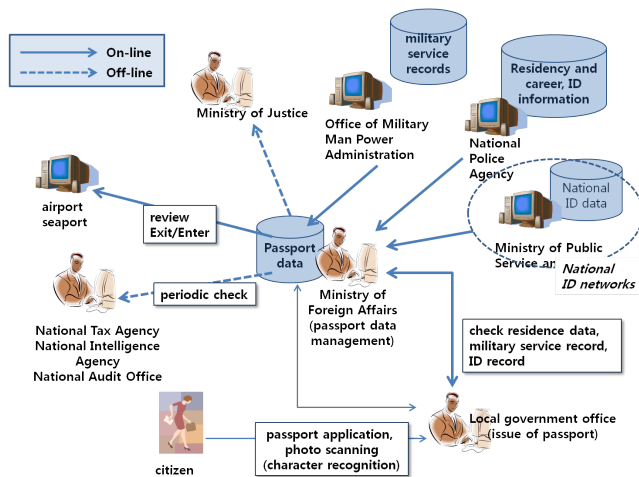 On-line
Off-line
military
service
records
Residency and
career, ID
information
Ministry of Justice
Office of Military
Man Power
Administration
National
Police
Agency
National
ID data
airport
seaport
review
Exit/Enter
Passport
data
Ministry of Public
Service an
National
ID networks
periodic check
Ministry of
Foreign Affairs
(passport data
management)
National Tax Agency
National Intelligence
Agency
National Audit Office
check residence data,
military service record,
ID record
Local government office
(issue of passport)
passport application,
photo scanning
(character recognition)
citizen